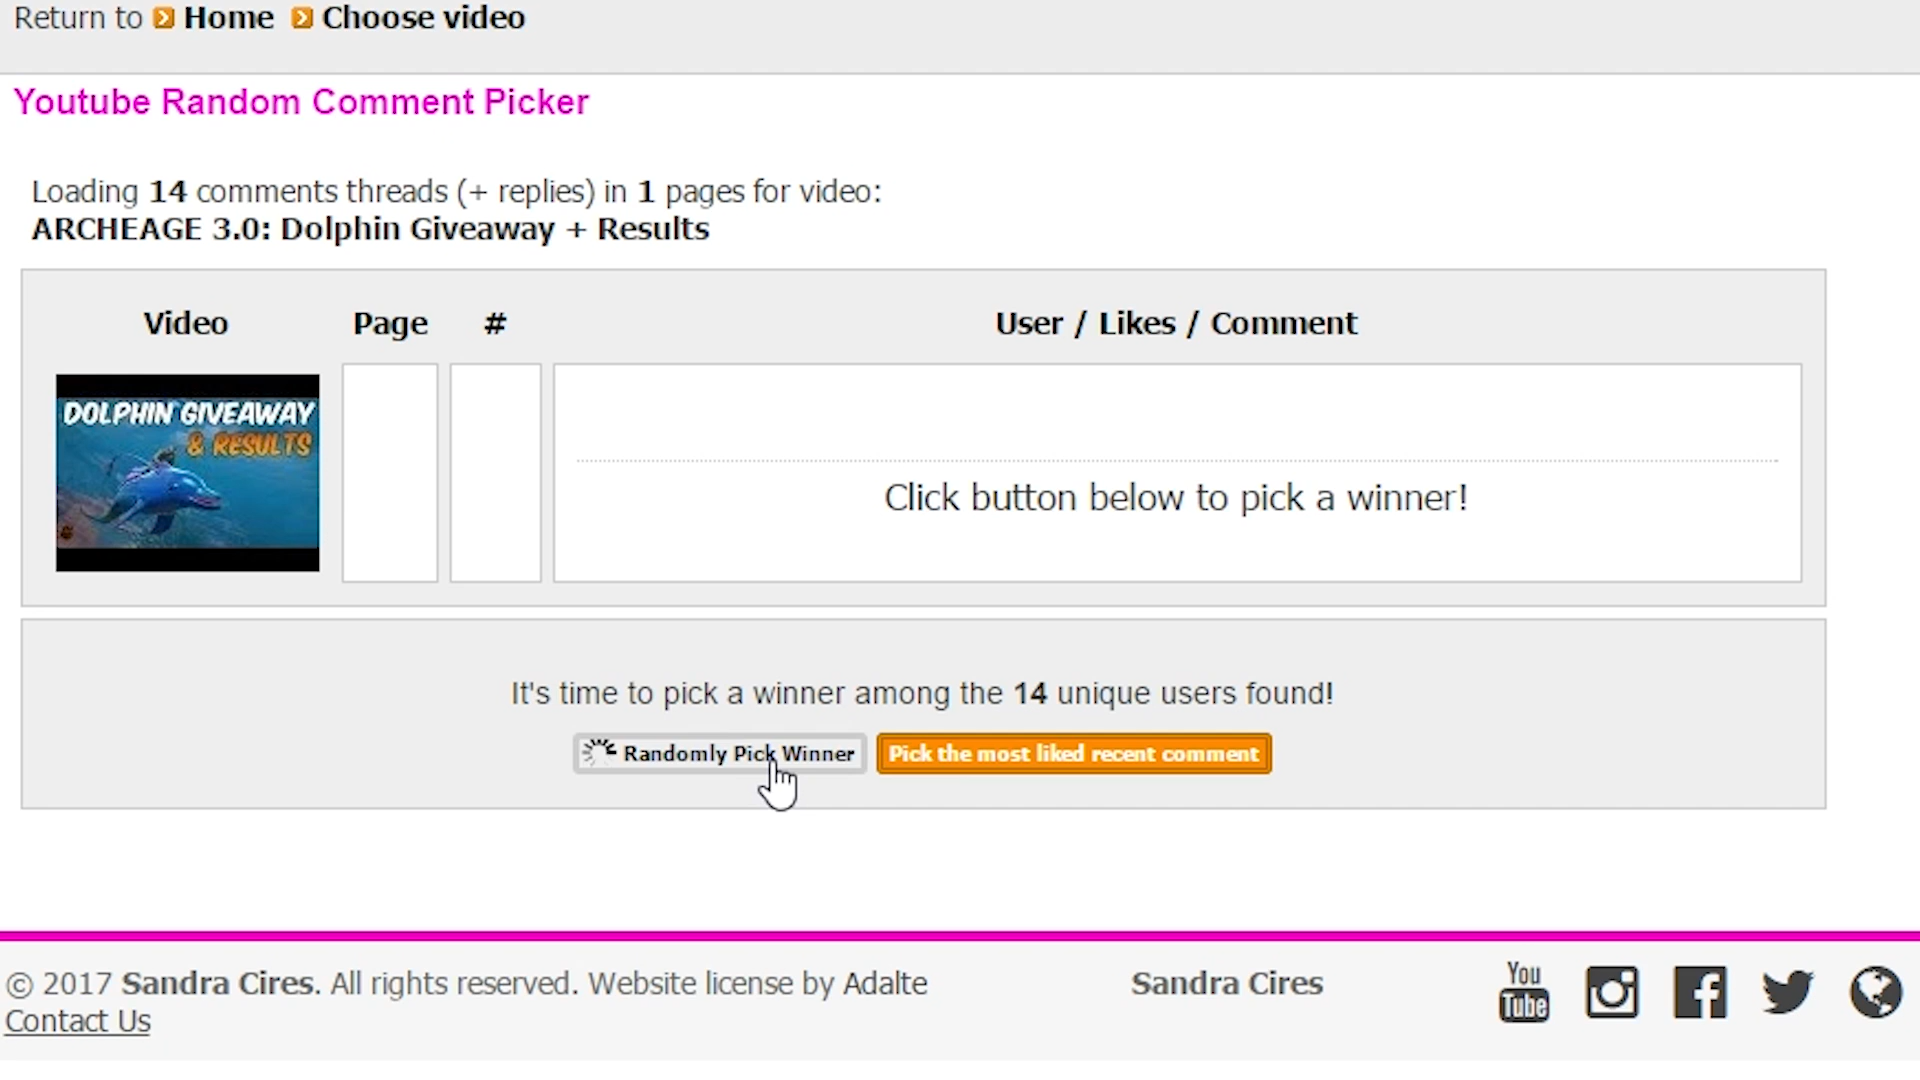 Return to Home Choose video
Youtube Random Comment Picker
Loading 14 comments threads (+ replies) in 1 pages for video:
ARCHEAGE 3.0: Dolphin Giveaway + Results
Video Page # User / Likes / Comment
DOLPHIN GIVEAWAY
& RESULTS
Click button below to pick a winner!
It's time to pick a winner among the 14 unique users found!
Randomly Pick Winner Pick the most liked recent comment
© 2017 Sandra Cires. All rights reserved. Website license by Adalte
Contact Us
Sandra Cires
You
Tube